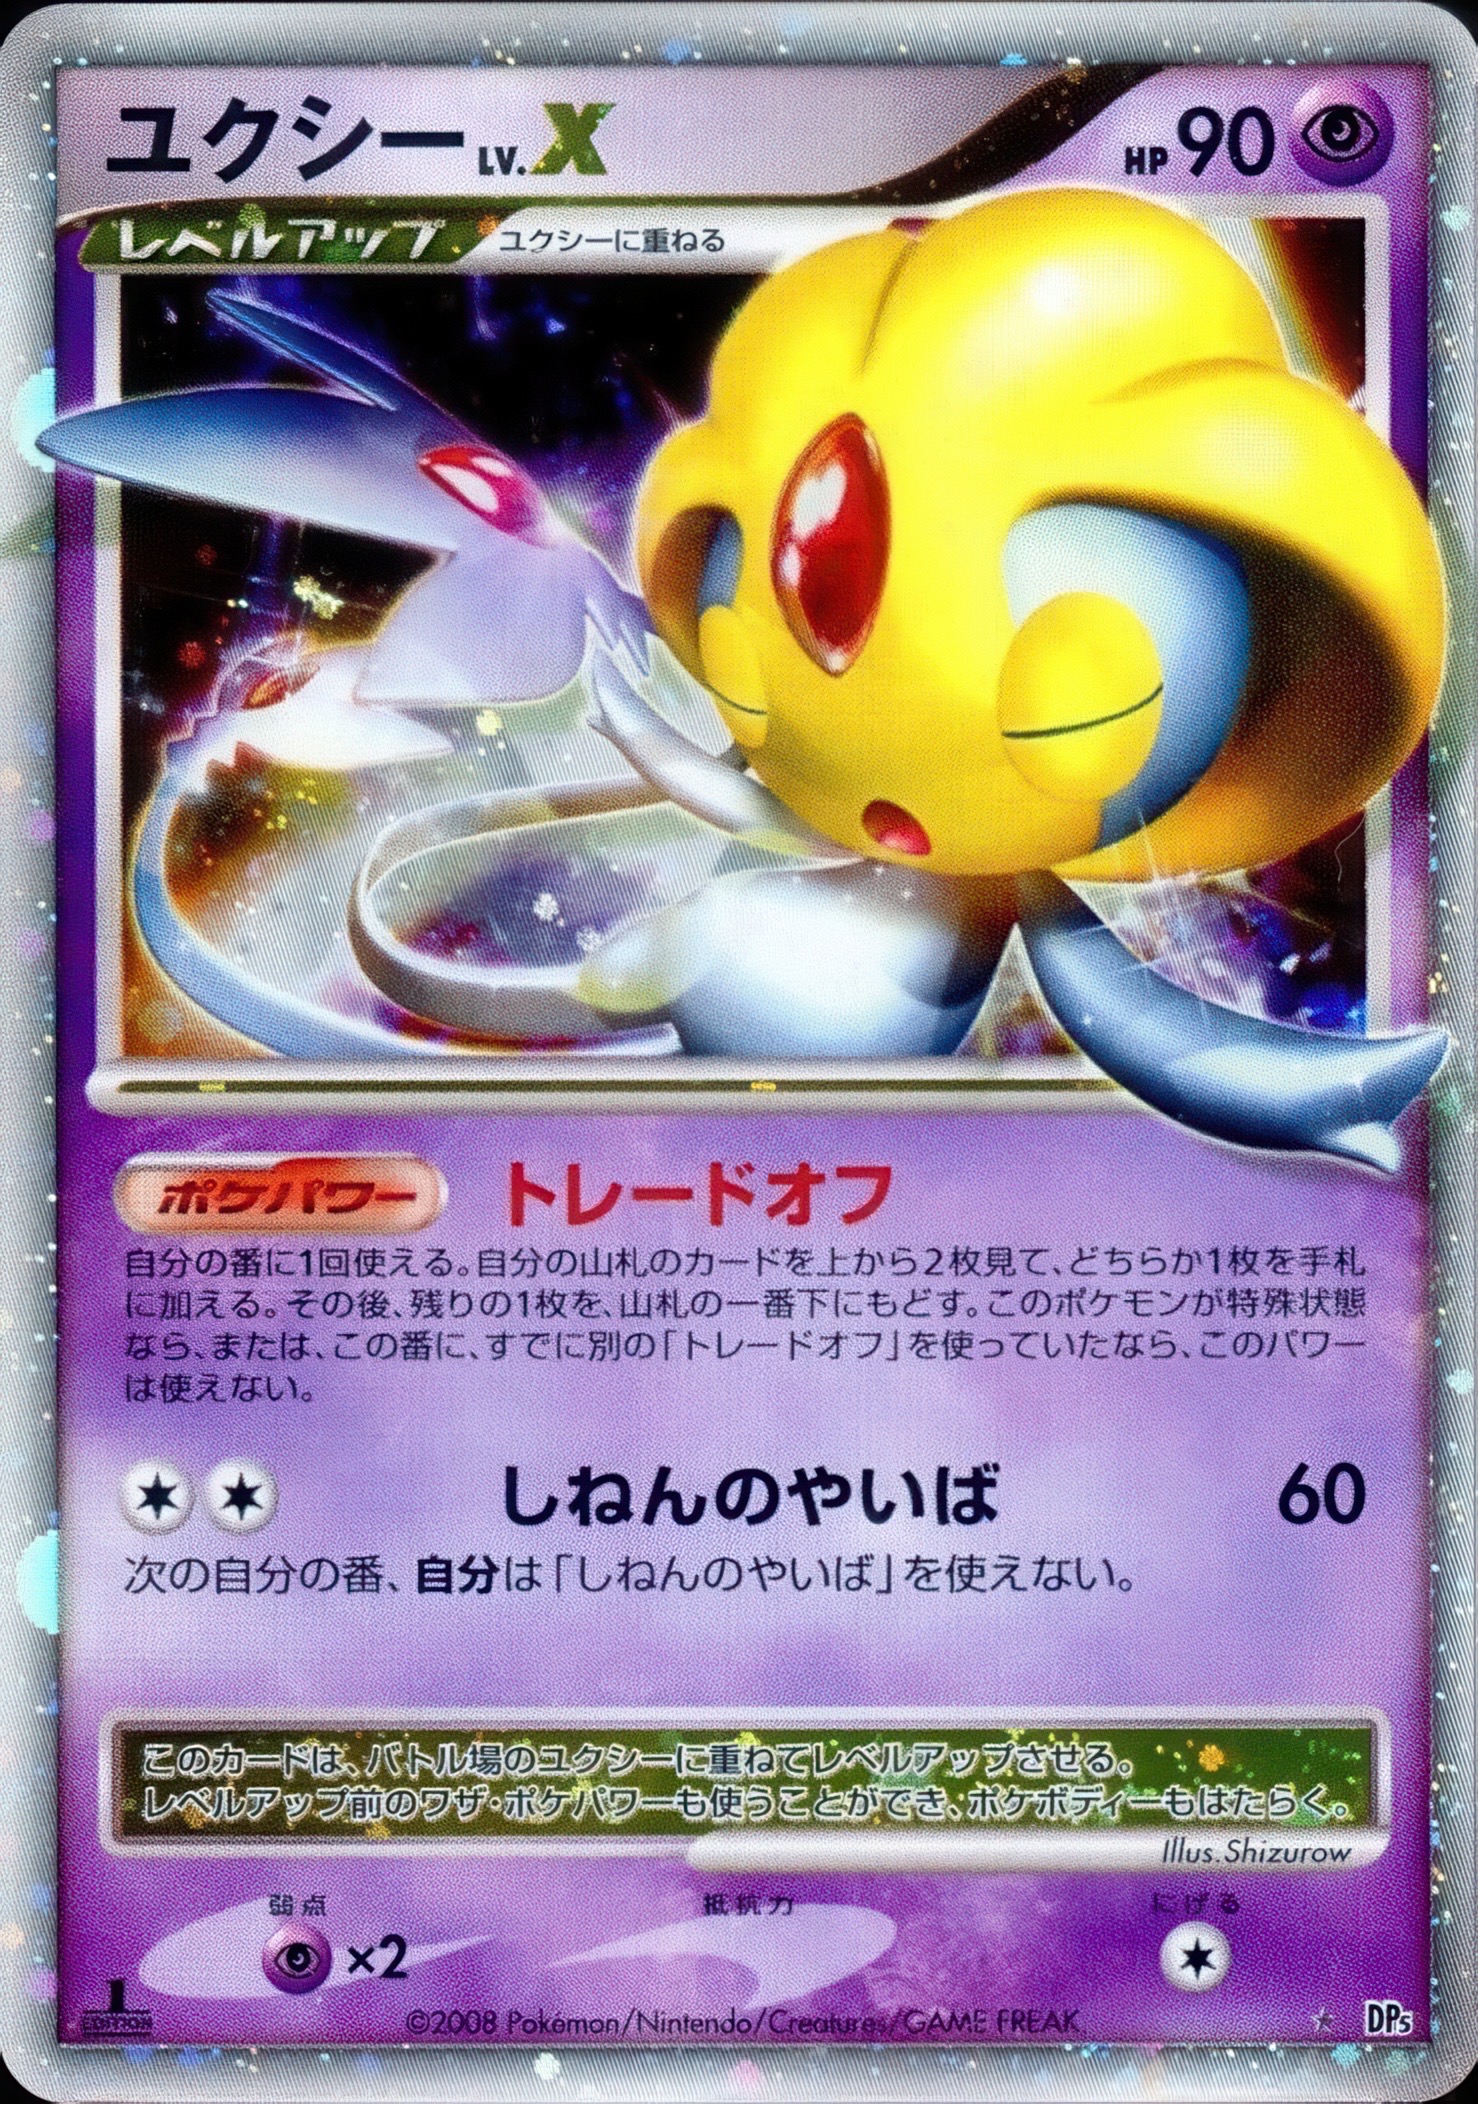 ユクシー LV.X HP 90
レベルアップ ユクシーに重ねる
ポケパワー トレードオフ
自分の番に1回使える。自分の山札のカードを上から2枚見て、どちらか1枚を手札
に加える。その後、残りの1枚を、山札の一番下にもどす。このポケモンが特殊状態
なら、または、この番に、すでに別の「トレードオフ」を使っていたなら、このパワー
は使えない。
しねんのやいば 60
次の自分の番、自分は「しねんのやいば」を使えない。
このカードは、バトル場のユクシーに重ねてレベルアップさせる。
レベルアップ前のワザ・ポケパワーも使うことができ、ポケボディーもはたらく。
Illus.Shizurow
弱点 抵抗力 にげる
×2
1 EDITION
©2008 Pokémon/Nintendo/Creatures/GAME FREAK
★ DP5